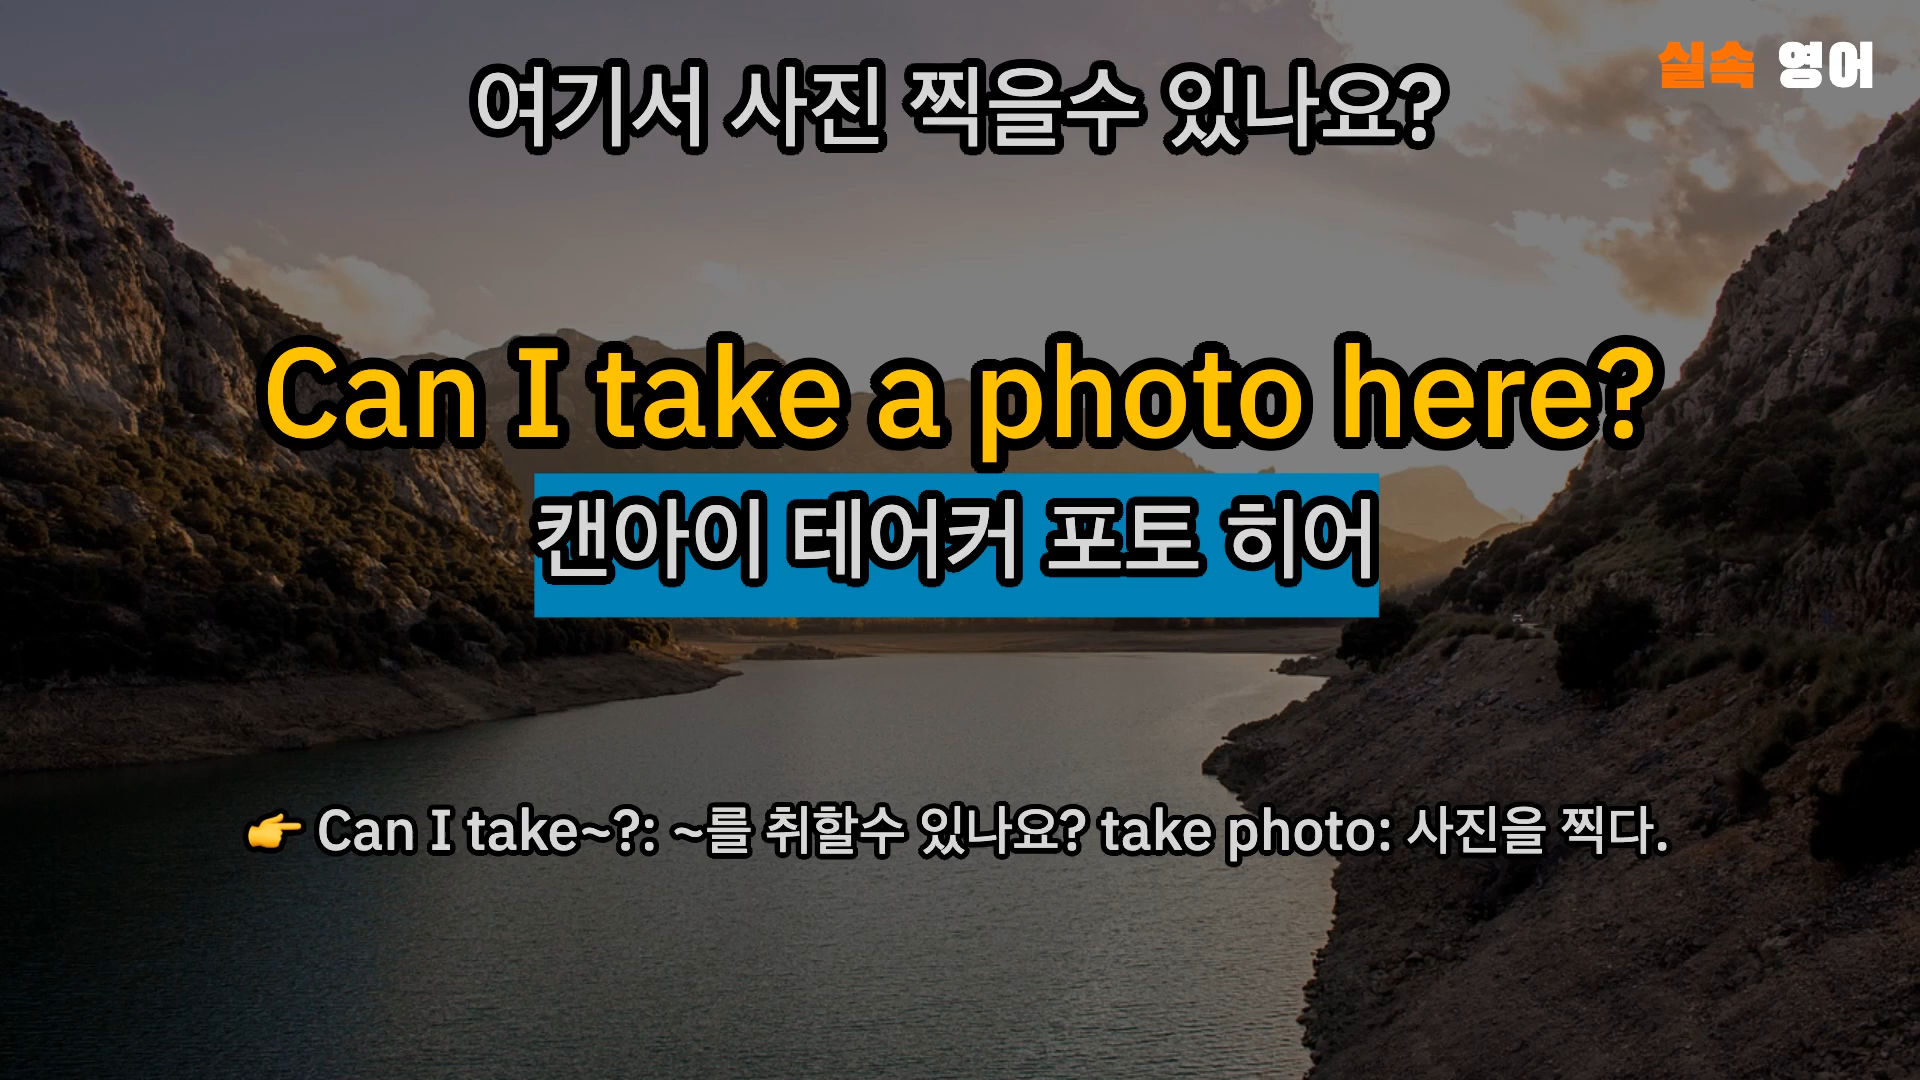 실속 영어
여기서 사진 찍을수 있나요?
Can I take a photo here?
캔아이 테어커 포토 히어
👉 Can I take~?: ~를 취할수 있나요? take photo: 사진을 찍다.